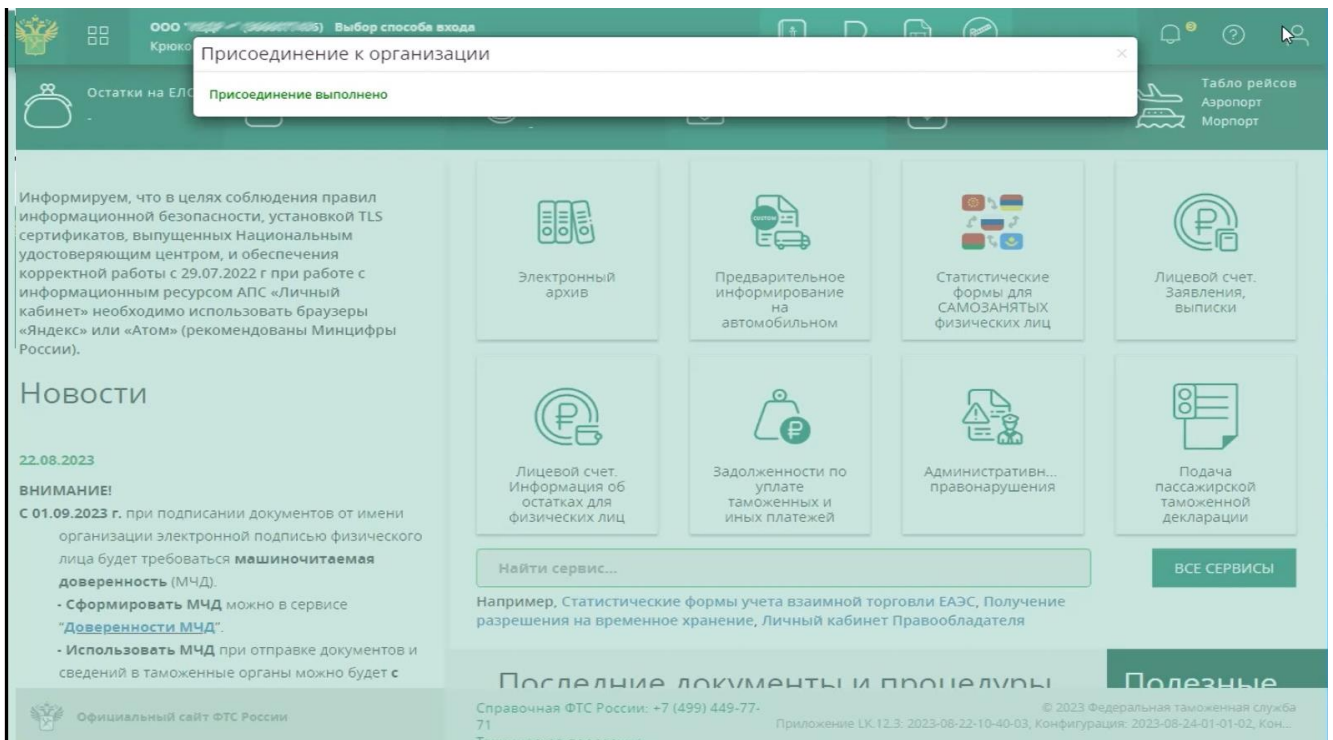 ООО "
Выбор способа входа
Крюко
Присоединение к организации
×
Присоединение выполнено
3
Остатки на ЕЛС
-
-
Табло рейсов
Аэропорт
Морпорт
Информируем, что в целях соблюдения правил
информационной безопасности, установкой TLS
сертификатов, выпущенных Национальным
удостоверяющим центром, и обеспечения
корректной работы с 29.07.2022 г при работе с
информационным ресурсом АПС «Личный
кабинет» необходимо использовать браузеры
«Яндекс» или «Атом» (рекомендованы Минцифры
России).
Новости
22.08.2023
ВНИМАНИЕ!
С 01.09.2023 г. при подписании документов от имени
организации электронной подписью физического
лица будет требоваться машиночитаемая
доверенность (МЧД).
- Сформировать МЧД можно в сервисе
"Доверенности МЧД".
- Использовать МЧД при отправке документов и
сведений в таможенные органы можно будет с
Электронный
архив
CUSTOM
Предварительное
информирование
на
автомобильном
Статистические
формы для
САМОЗАНЯТЫХ
физических лиц
Лицевой счет.
Заявления,
выписки
Лицевой счет.
Информация об
остатках для
физических лиц
Задолженности по
уплате
таможенных и
иных платежей
Административн...
правонарушения
Подача
пассажирской
таможенной
декларации
Найти сервис...
ВСЕ СЕРВИСЫ
Например, Статистические формы учета взаимной торговли ЕАЭС, Получение
разрешения на временное хранение, Личный кабинет Правообладателя
Последние документы и процедуры
Полезные
Официальный сайт ФТС России
Справочная ФТС России: +7 (499) 449-77-
71
© 2023 Федеральная таможенная служба
Приложение LK.12.3: 2023-08-22-10-40-03, Конфигурация: 2023-08-24-01-01-02, Кон...